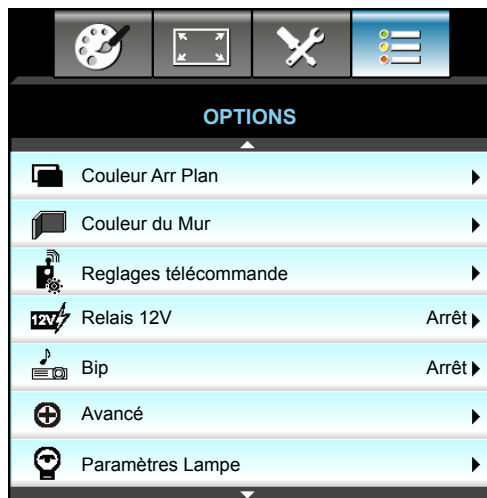 OPTIONS
Couleur Arr Plan
Couleur du Mur
Reglages télécommande
12V Relais 12V Arrêt
Bip Arrêt
Avancé
Paramètres Lampe